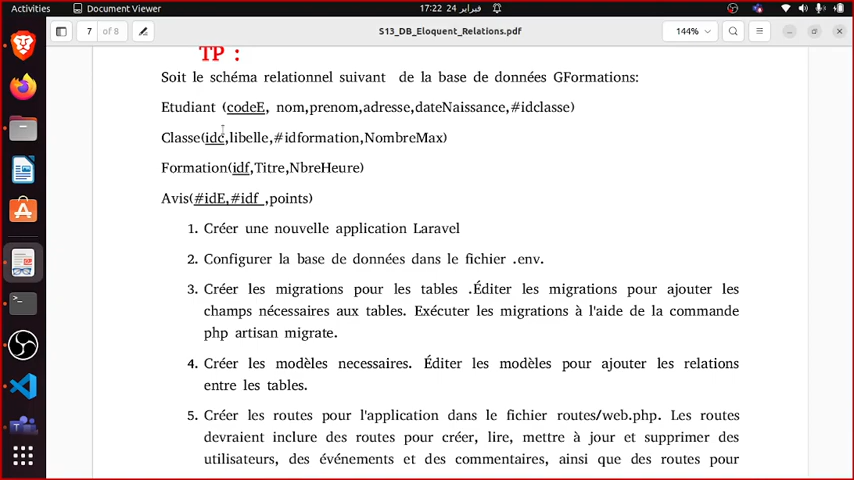 Activities
Document Viewer
17:22 24 فبراير
7
of 8
S13_DB_Eloquent_Relations.pdf
144%
TP :
Soit le schéma relationnel suivant de la base de données GFormations:
Etudiant (codeE, nom,prenom,adresse,dateNaissance,#idclasse)
Classe(idc,libelle,#idformation,NombreMax)
Formation(idf,Titre,NbreHeure)
Avis(#idE,#idf ,points)
1. Créer une nouvelle application Laravel
2. Configurer la base de données dans le fichier .env.
3. Créer les migrations pour les tables .Éditer les migrations pour ajouter les
champs nécessaires aux tables. Exécuter les migrations à l'aide de la commande
php artisan migrate.
4. Créer les modèles necessaires. Éditer les modèles pour ajouter les relations
entre les tables.
5. Créer les routes pour l'application dans le fichier routes/web.php. Les routes
devraient inclure des routes pour créer, lire, mettre à jour et supprimer des
utilisateurs, des événements et des commentaires, ainsi que des routes pour